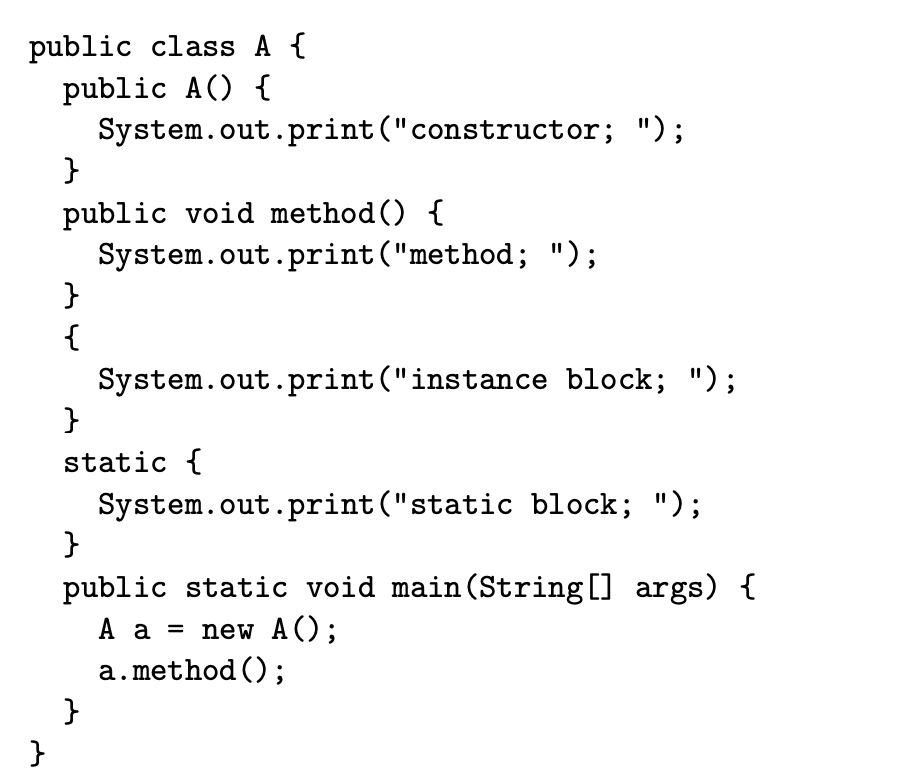 public class A {
  public A() {
    System.out.print("constructor; ");
  }
  public void method() {
    System.out.print("method; ");
  }
  {
    System.out.print("instance block; ");
  }
  static {
    System.out.print("static block; ");
  }
  public static void main(String[] args) {
    A a = new A();
    a.method();
  }
}